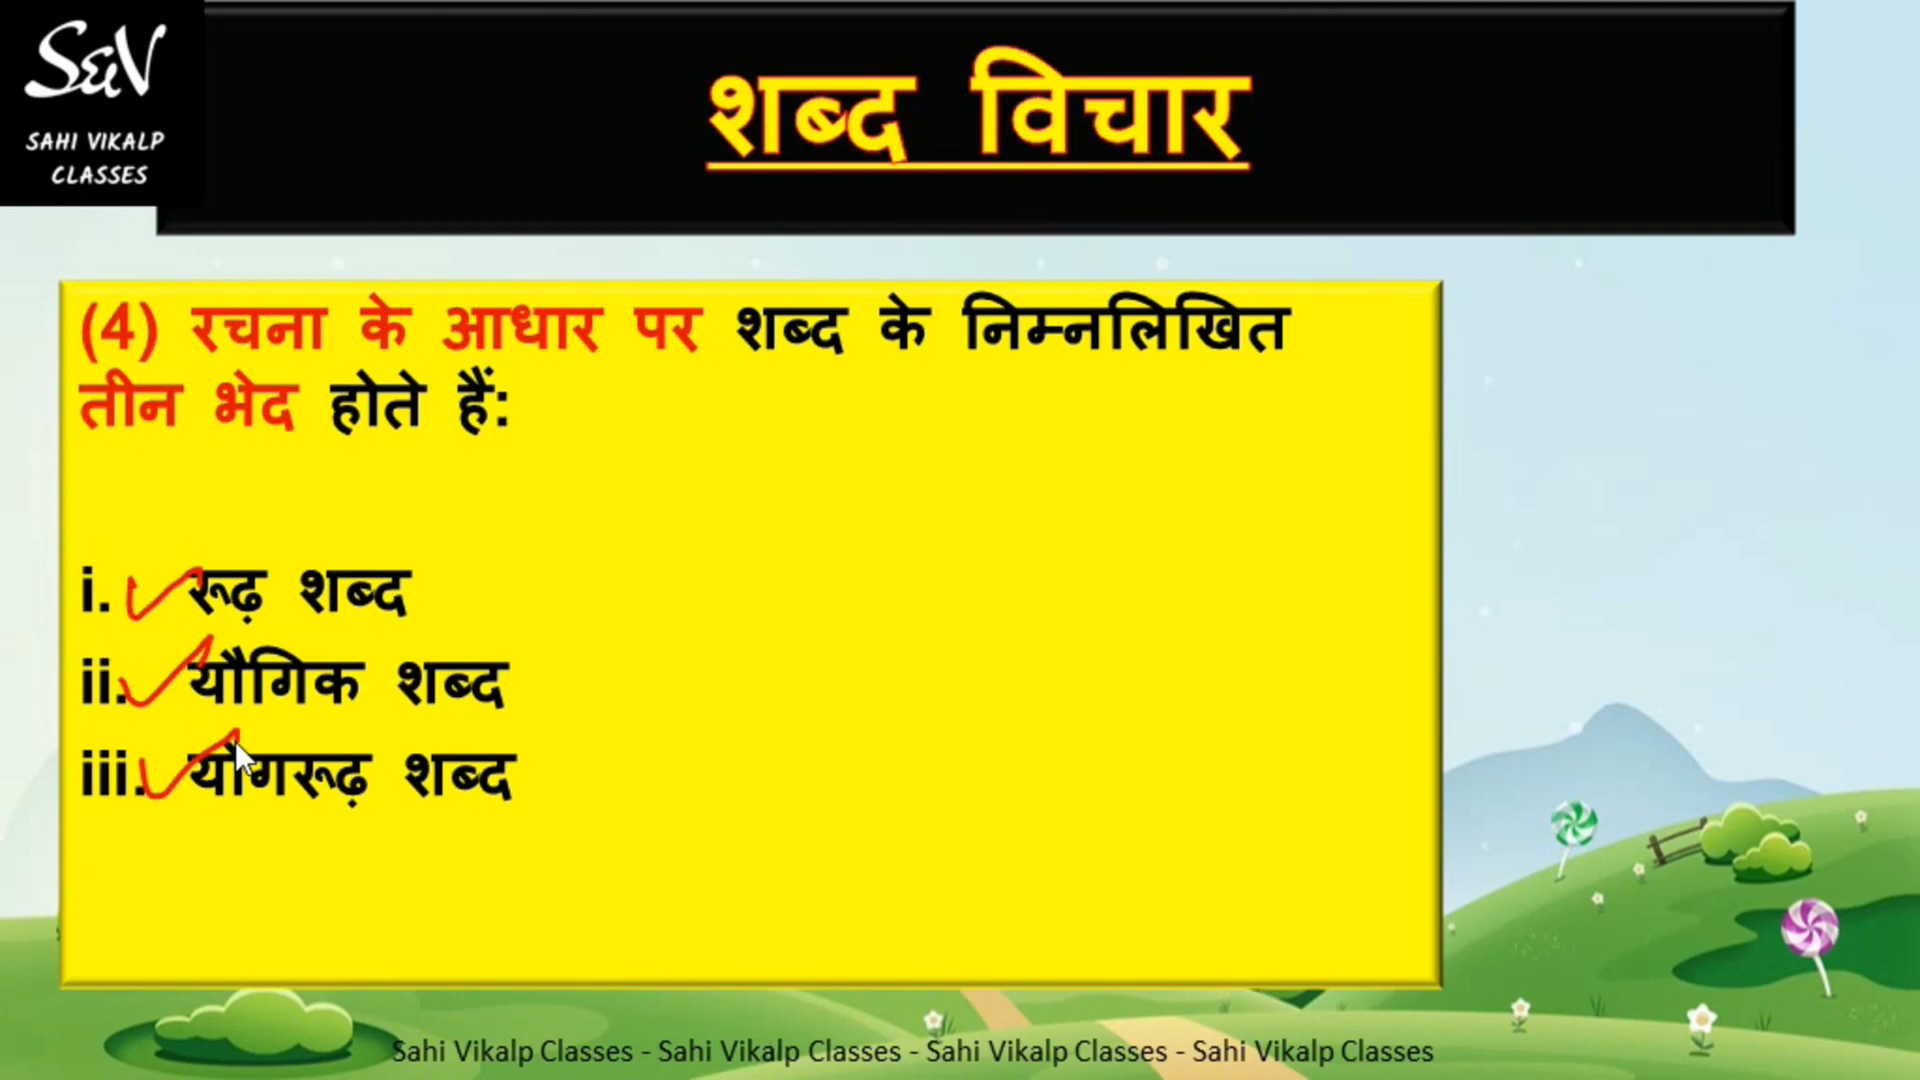 S&V
SAHI VIKALP
CLASSES
शब्द विचार
(4) रचना के आधार पर शब्द के निम्नलिखित
तीन भेद होते हैं:
i. रूढ़ शब्द
ii. यौगिक शब्द
iii. योगरूढ़ शब्द
Sahi Vikalp Classes - Sahi Vikalp Classes - Sahi Vikalp Classes - Sahi Vikalp Classes